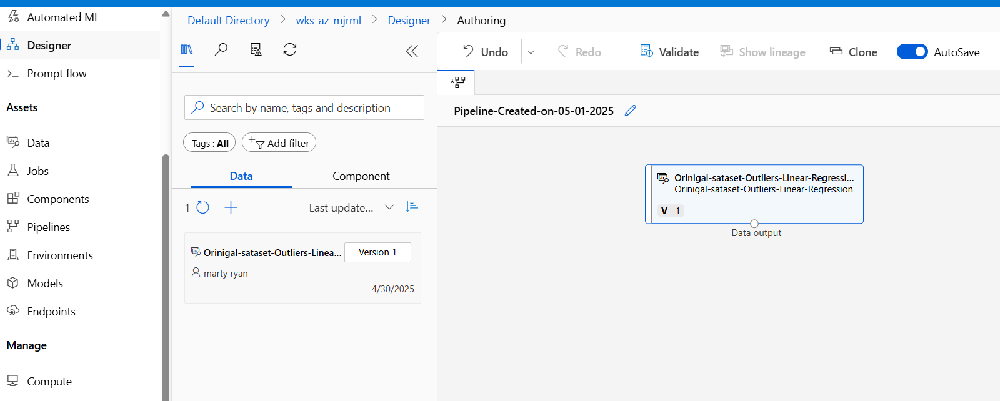 Automated ML
Designer
Prompt flow
Assets
Data
Jobs
Components
Pipelines
Environments
Models
Endpoints
Manage
Compute
Default Directory > wks-az-mjrml > Designer > Authoring
Search by name, tags and description
Tags : All
Add filter
Data
Component
1
Last update...
Orinigal-sataset-Outliers-Linea...
Version 1
marty ryan
4/30/2025
Undo
Redo
Validate
Show lineage
Clone
AutoSave
Pipeline-Created-on-05-01-2025
Orinigal-sataset-Outliers-Linear-Regressi...
Orinigal-sataset-Outliers-Linear-Regression
V | 1
Data output